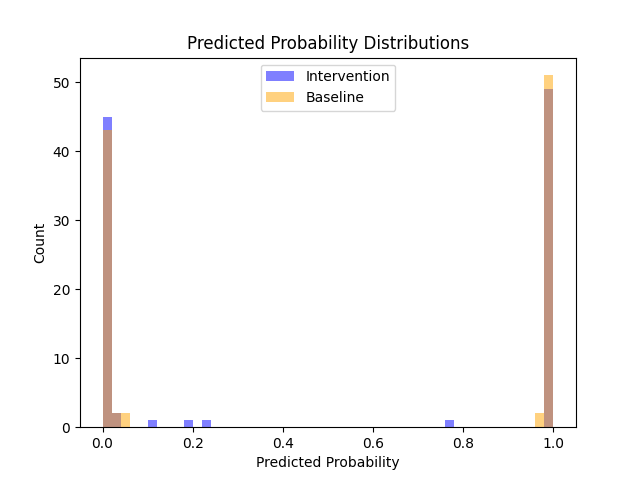 Predicted Probability Distributions
Intervention
Baseline
Count
50
40
30
20
10
0
0.0 0.2 0.4 0.6 0.8 1.0
Predicted Probability